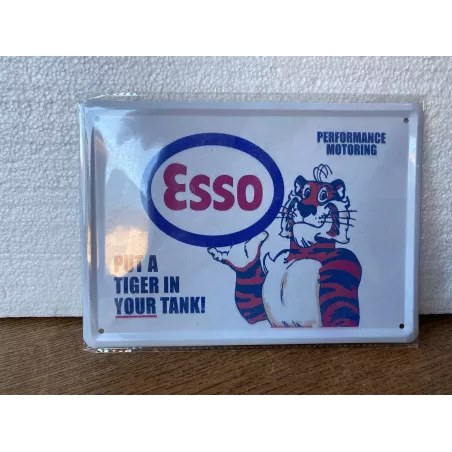 PERFORMANCE
MOTORING
Esso
PUT A
TIGER IN
YOUR TANK!